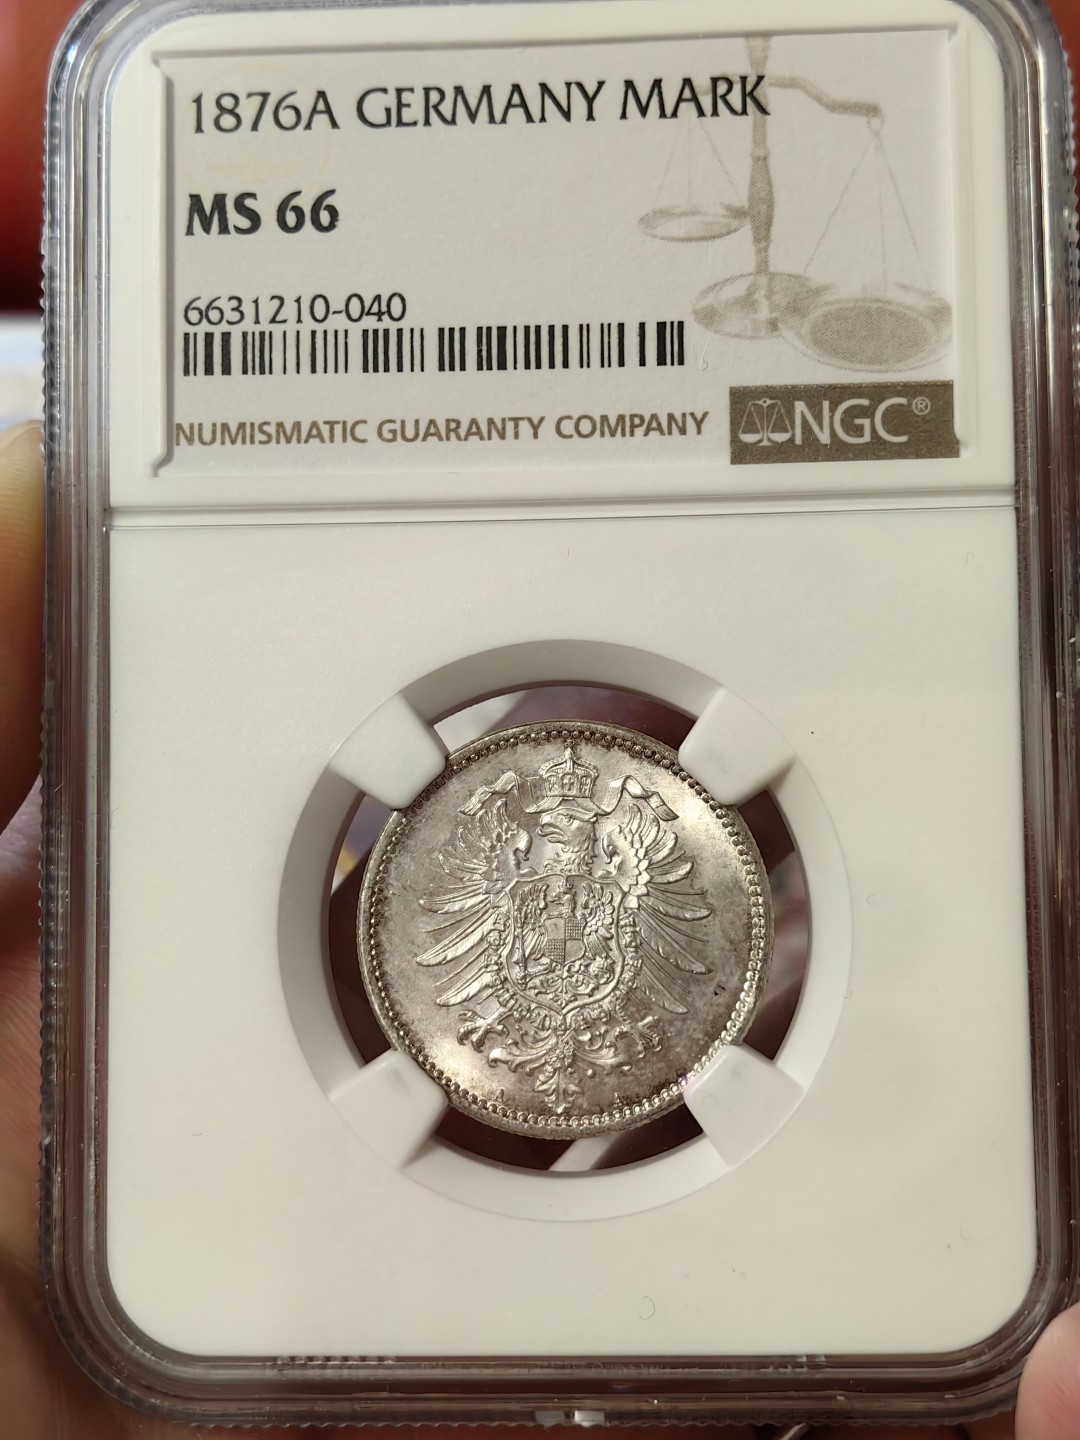 1876A GERMANY MARK
MS 66
6631210-040
NUMISMATIC GUARANTY COMPANY NGC®
A A